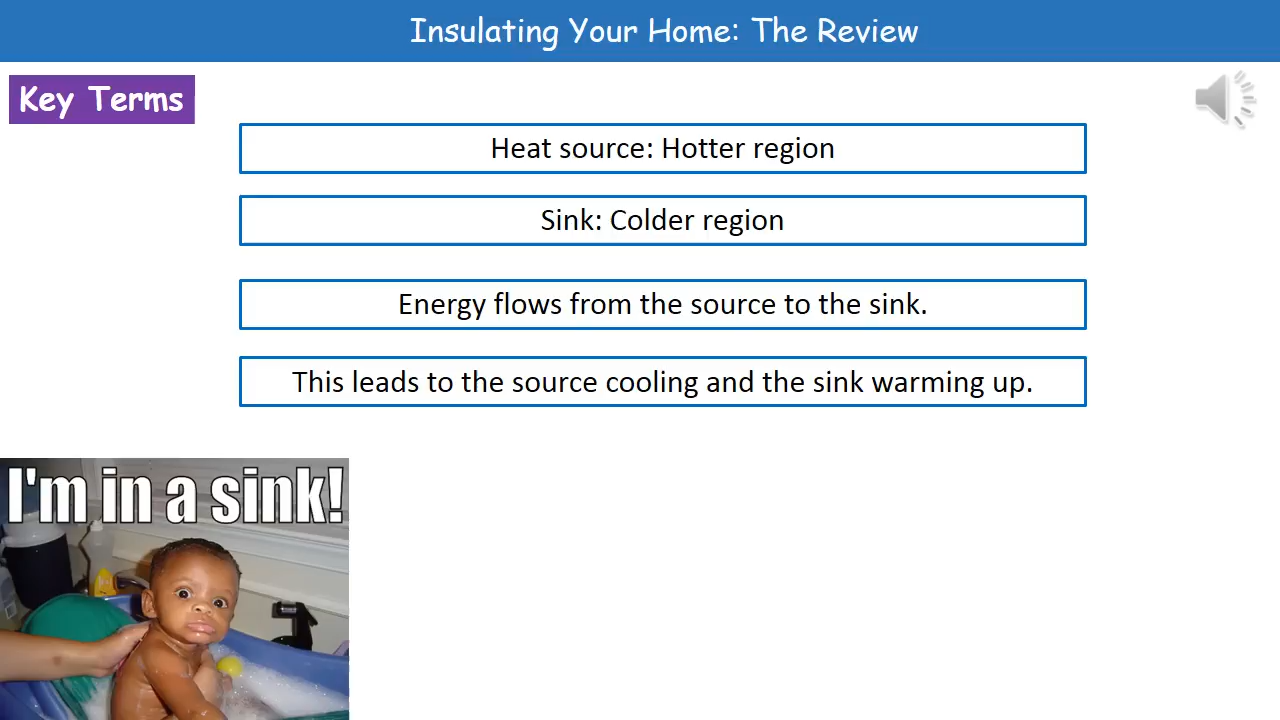 Insulating Your Home: The Review
Key Terms
Heat source: Hotter region
Sink: Colder region
Energy flows from the source to the sink.
This leads to the source cooling and the sink warming up.
I'm in a sink!